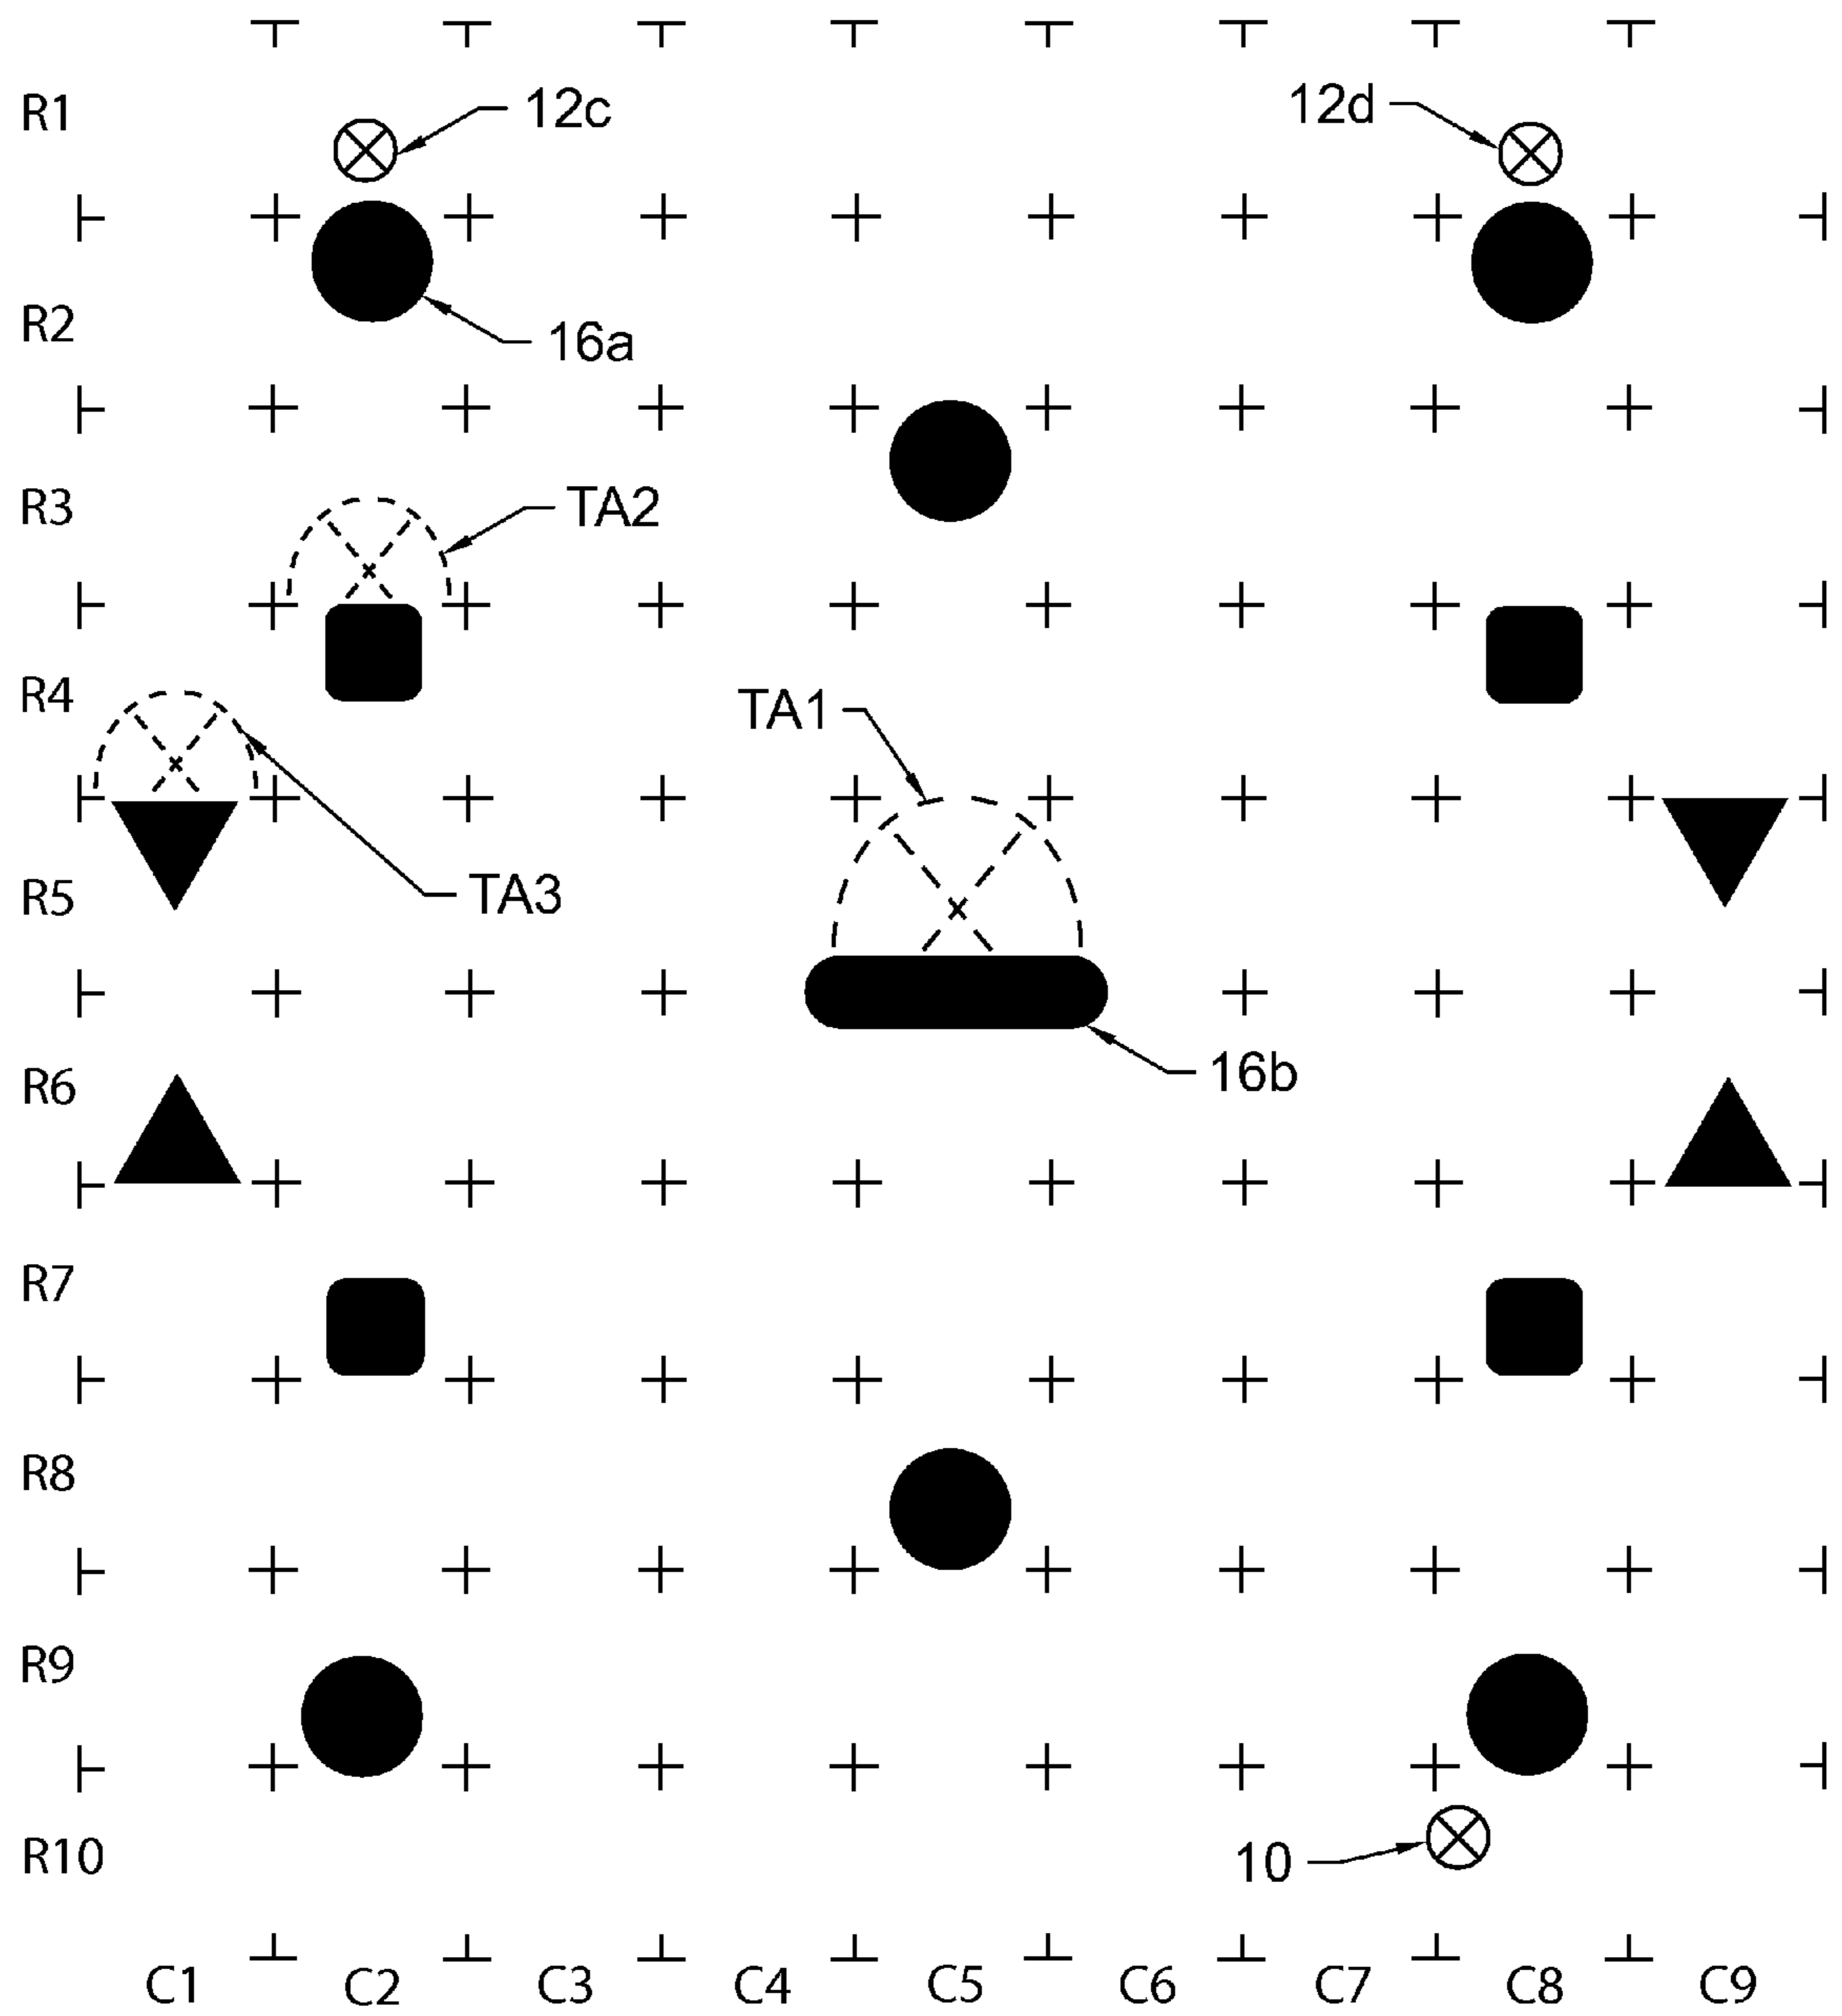 R1
12c
12d
R2
16a
R3
TA2
R4
TA1
R5
TA3
R6
16b
R7
R8
R9
R10
10
C1 C2 C3 C4 C5 C6 C7 C8 C9